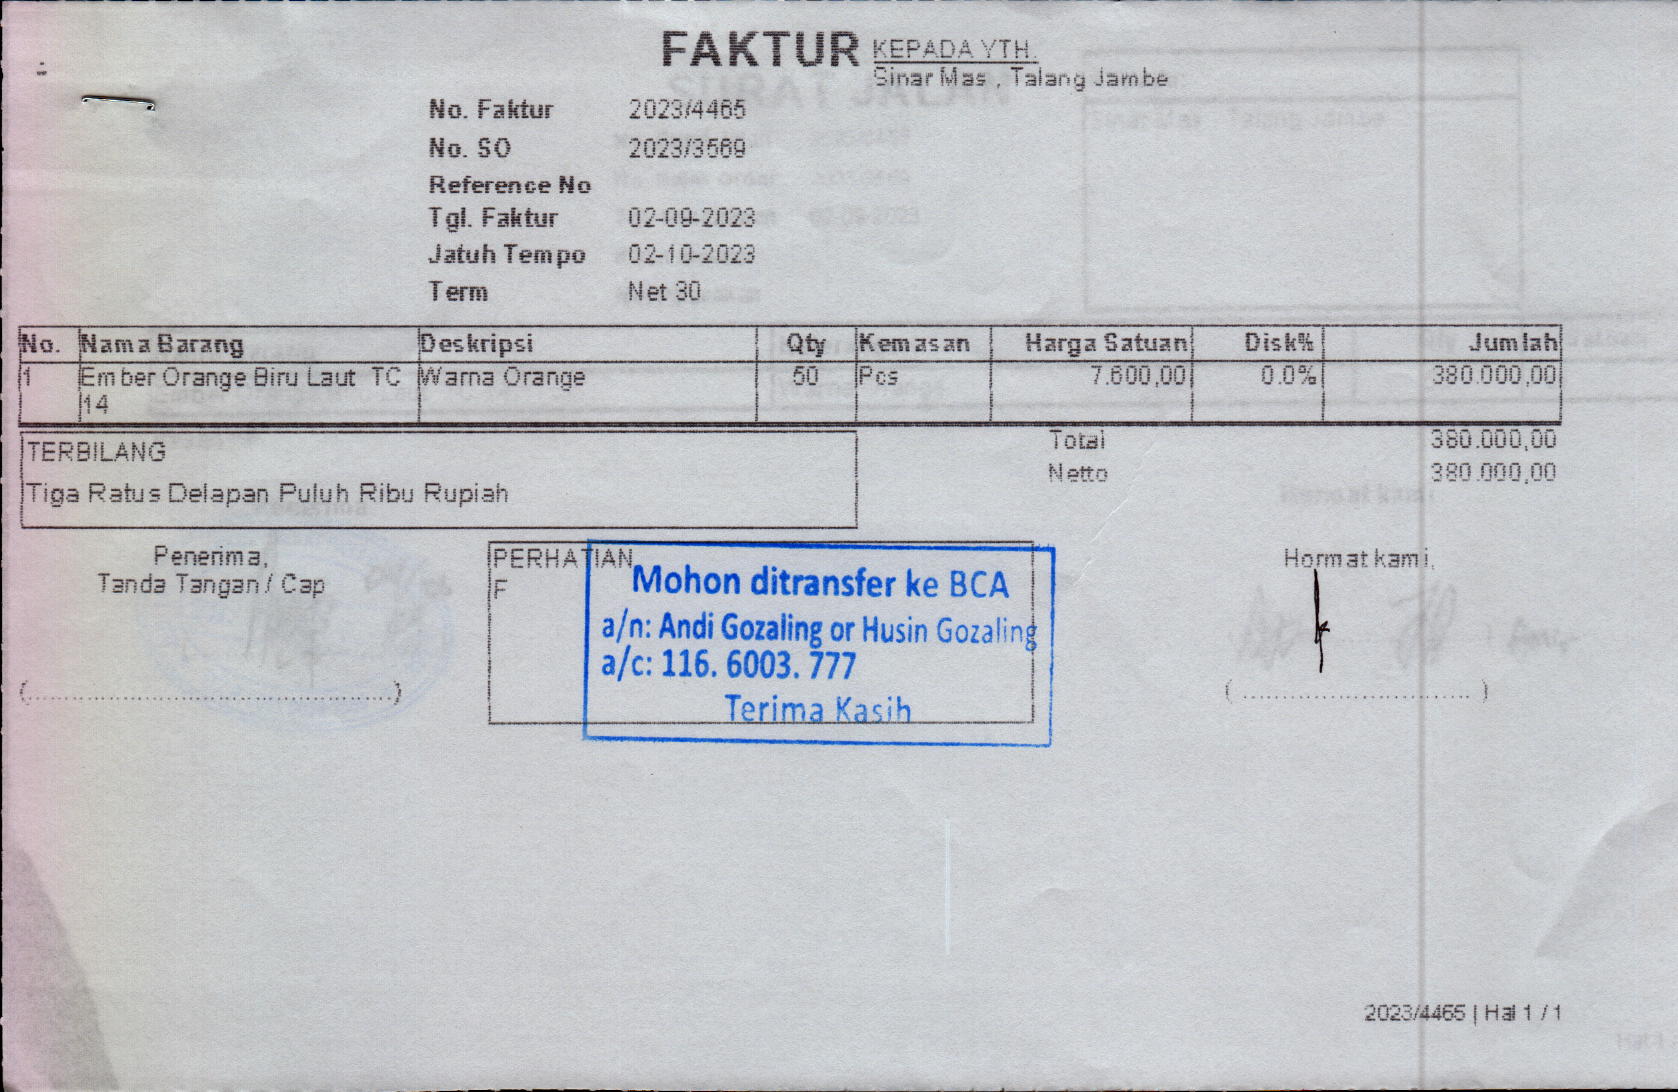 FAKTUR
KEPADA YTH.
Sinar Mas , Talang Jambe
No. Faktur 2023/4465
No. SO 2023/3569
Reference No
Tgl. Faktur 02-09-2023
Jatuh Tempo 02-10-2023
Term Net 30
No. Nama Barang Deskripsi Qty Kemasan Harga Satuan Disk% Jumlah
1 Ember Orange Biru Laut TC Warna Orange 50 Pcs 7.600,00 0.0% 380.000,00
14
Total 380.000,00
TERBILANG
Netto 380.000,00
Tiga Ratus Delapan Puluh Ribu Rupiah
Penerima,
Tanda Tangan / Cap
PERHATIAN
F
Mohon ditransfer ke BCA
a/n: Andi Gozaling or Husin Gozaling
a/c: 116. 6003. 777
Terima Kasih
Hormat kami,
(....................................................)
( ................................ )
2023/4465 | Hal 1 / 1